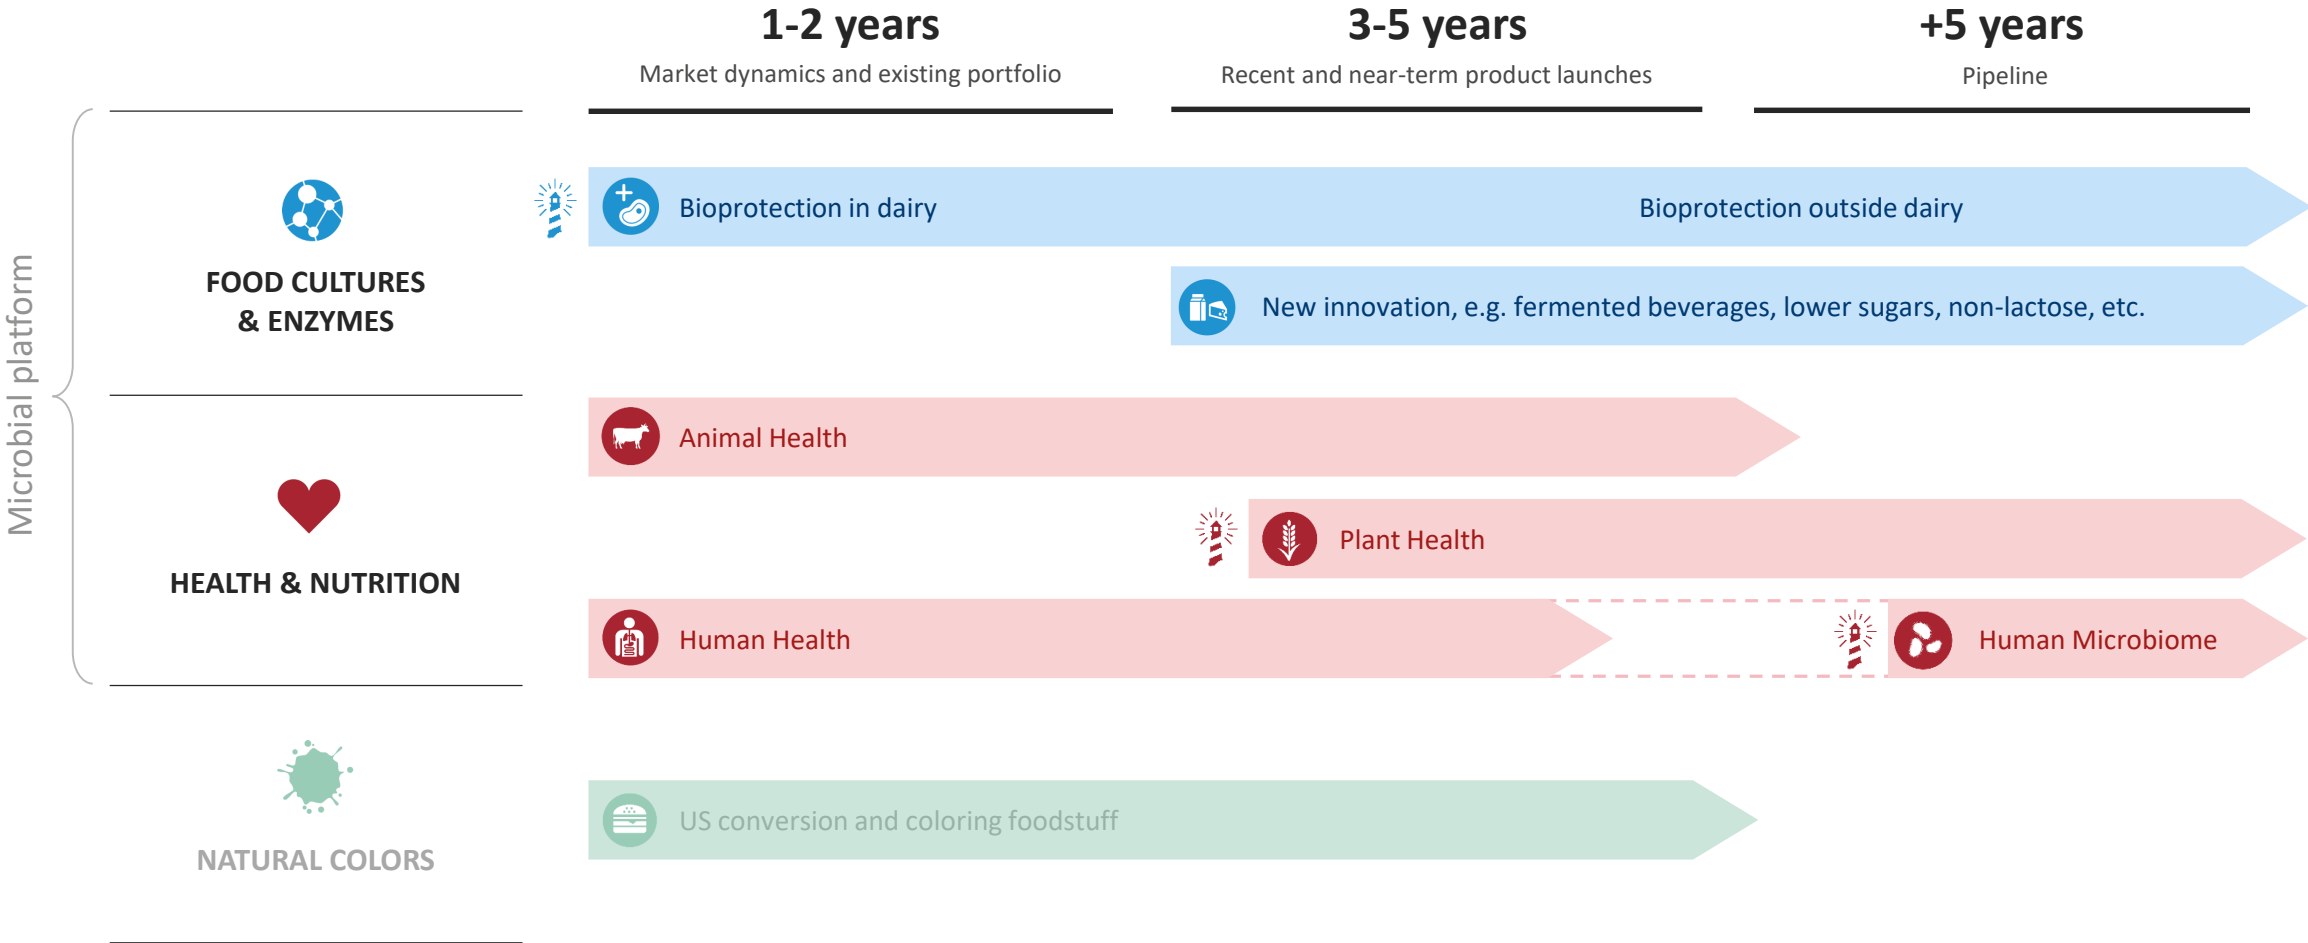 1-2 years
Market dynamics and existing portfolio
3-5 years
Recent and near-term product launches
+5 years
Pipeline
Microbial platform
FOOD CULTURES
& ENZYMES
Bioprotection in dairy
Bioprotection outside dairy
New innovation, e.g. fermented beverages, lower sugars, non-lactose, etc.
HEALTH & NUTRITION
Animal Health
Plant Health
Human Health
Human Microbiome
NATURAL COLORS
US conversion and coloring foodstuff